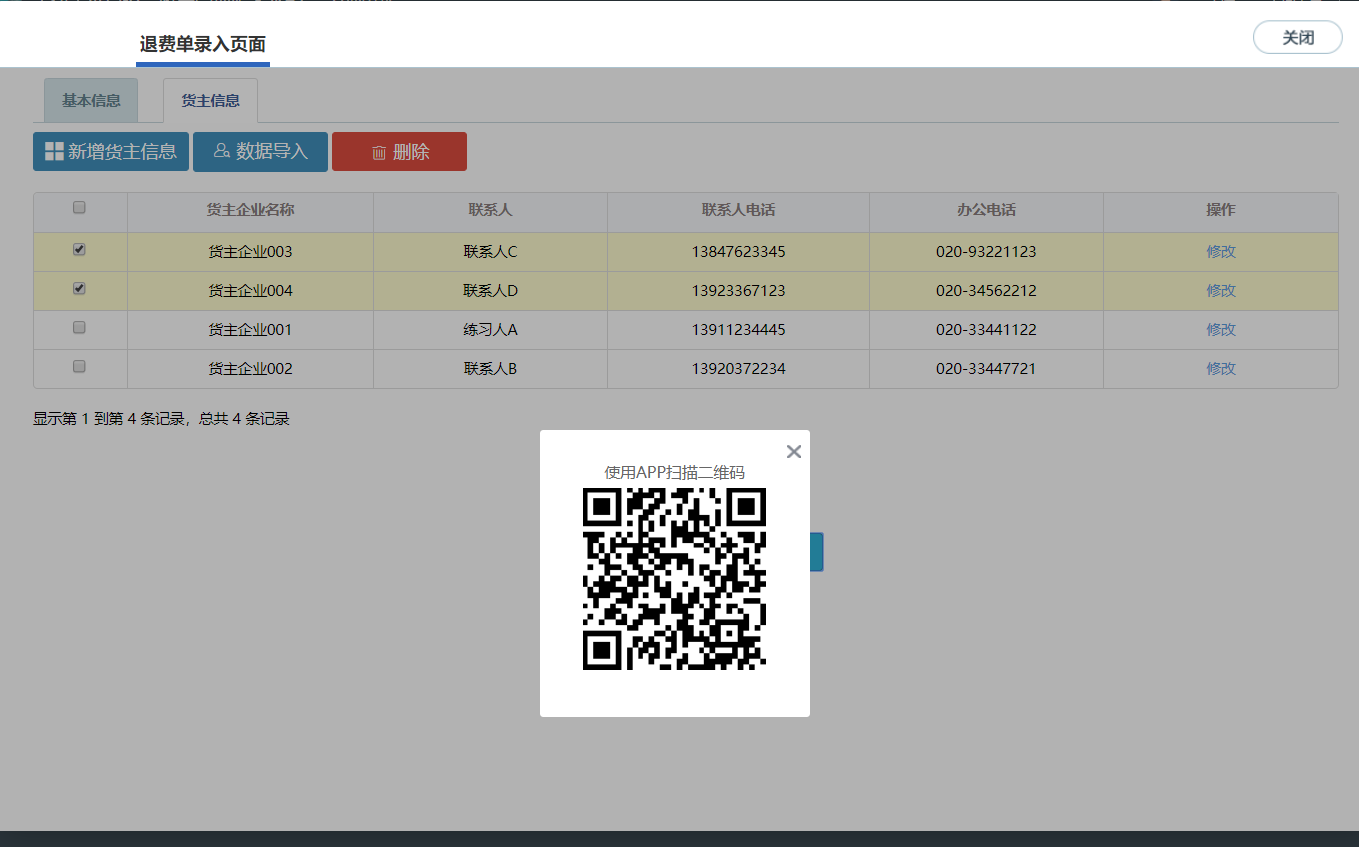 退费单录入页面
关闭
基本信息 货主信息
新增货主信息 数据导入 删除
货主企业名称 联系人 联系人电话 办公电话 操作
货主企业003 联系人C 13847623345 020-93221123 修改
货主企业004 联系人D 13923367123 020-34562212 修改
货主企业001 练习人A 13911234445 020-33441122 修改
货主企业002 联系人B 13920372234 020-33447721 修改
显示第 1 到第 4 条记录，总共 4 条记录
使用APP扫描二维码